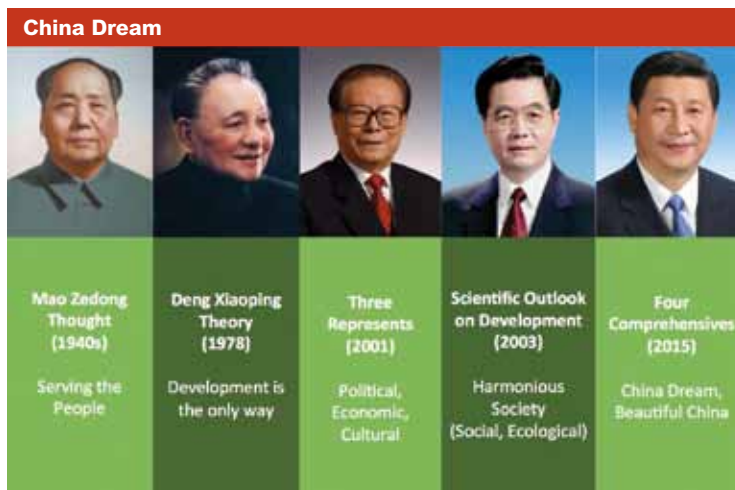 China Dream
Mao Zedong
Thought
(1940s)
Serving the
People
Deng Xiaoping
Theory
(1978)
Development is
the only way
Three
Represents
(2001)
Political,
Economic,
Cultural
Scientific Outlook
on Development
(2003)
Harmonious
Society
(Social, Ecological)
Four
Comprehensives
(2015)
China Dream,
Beautiful China